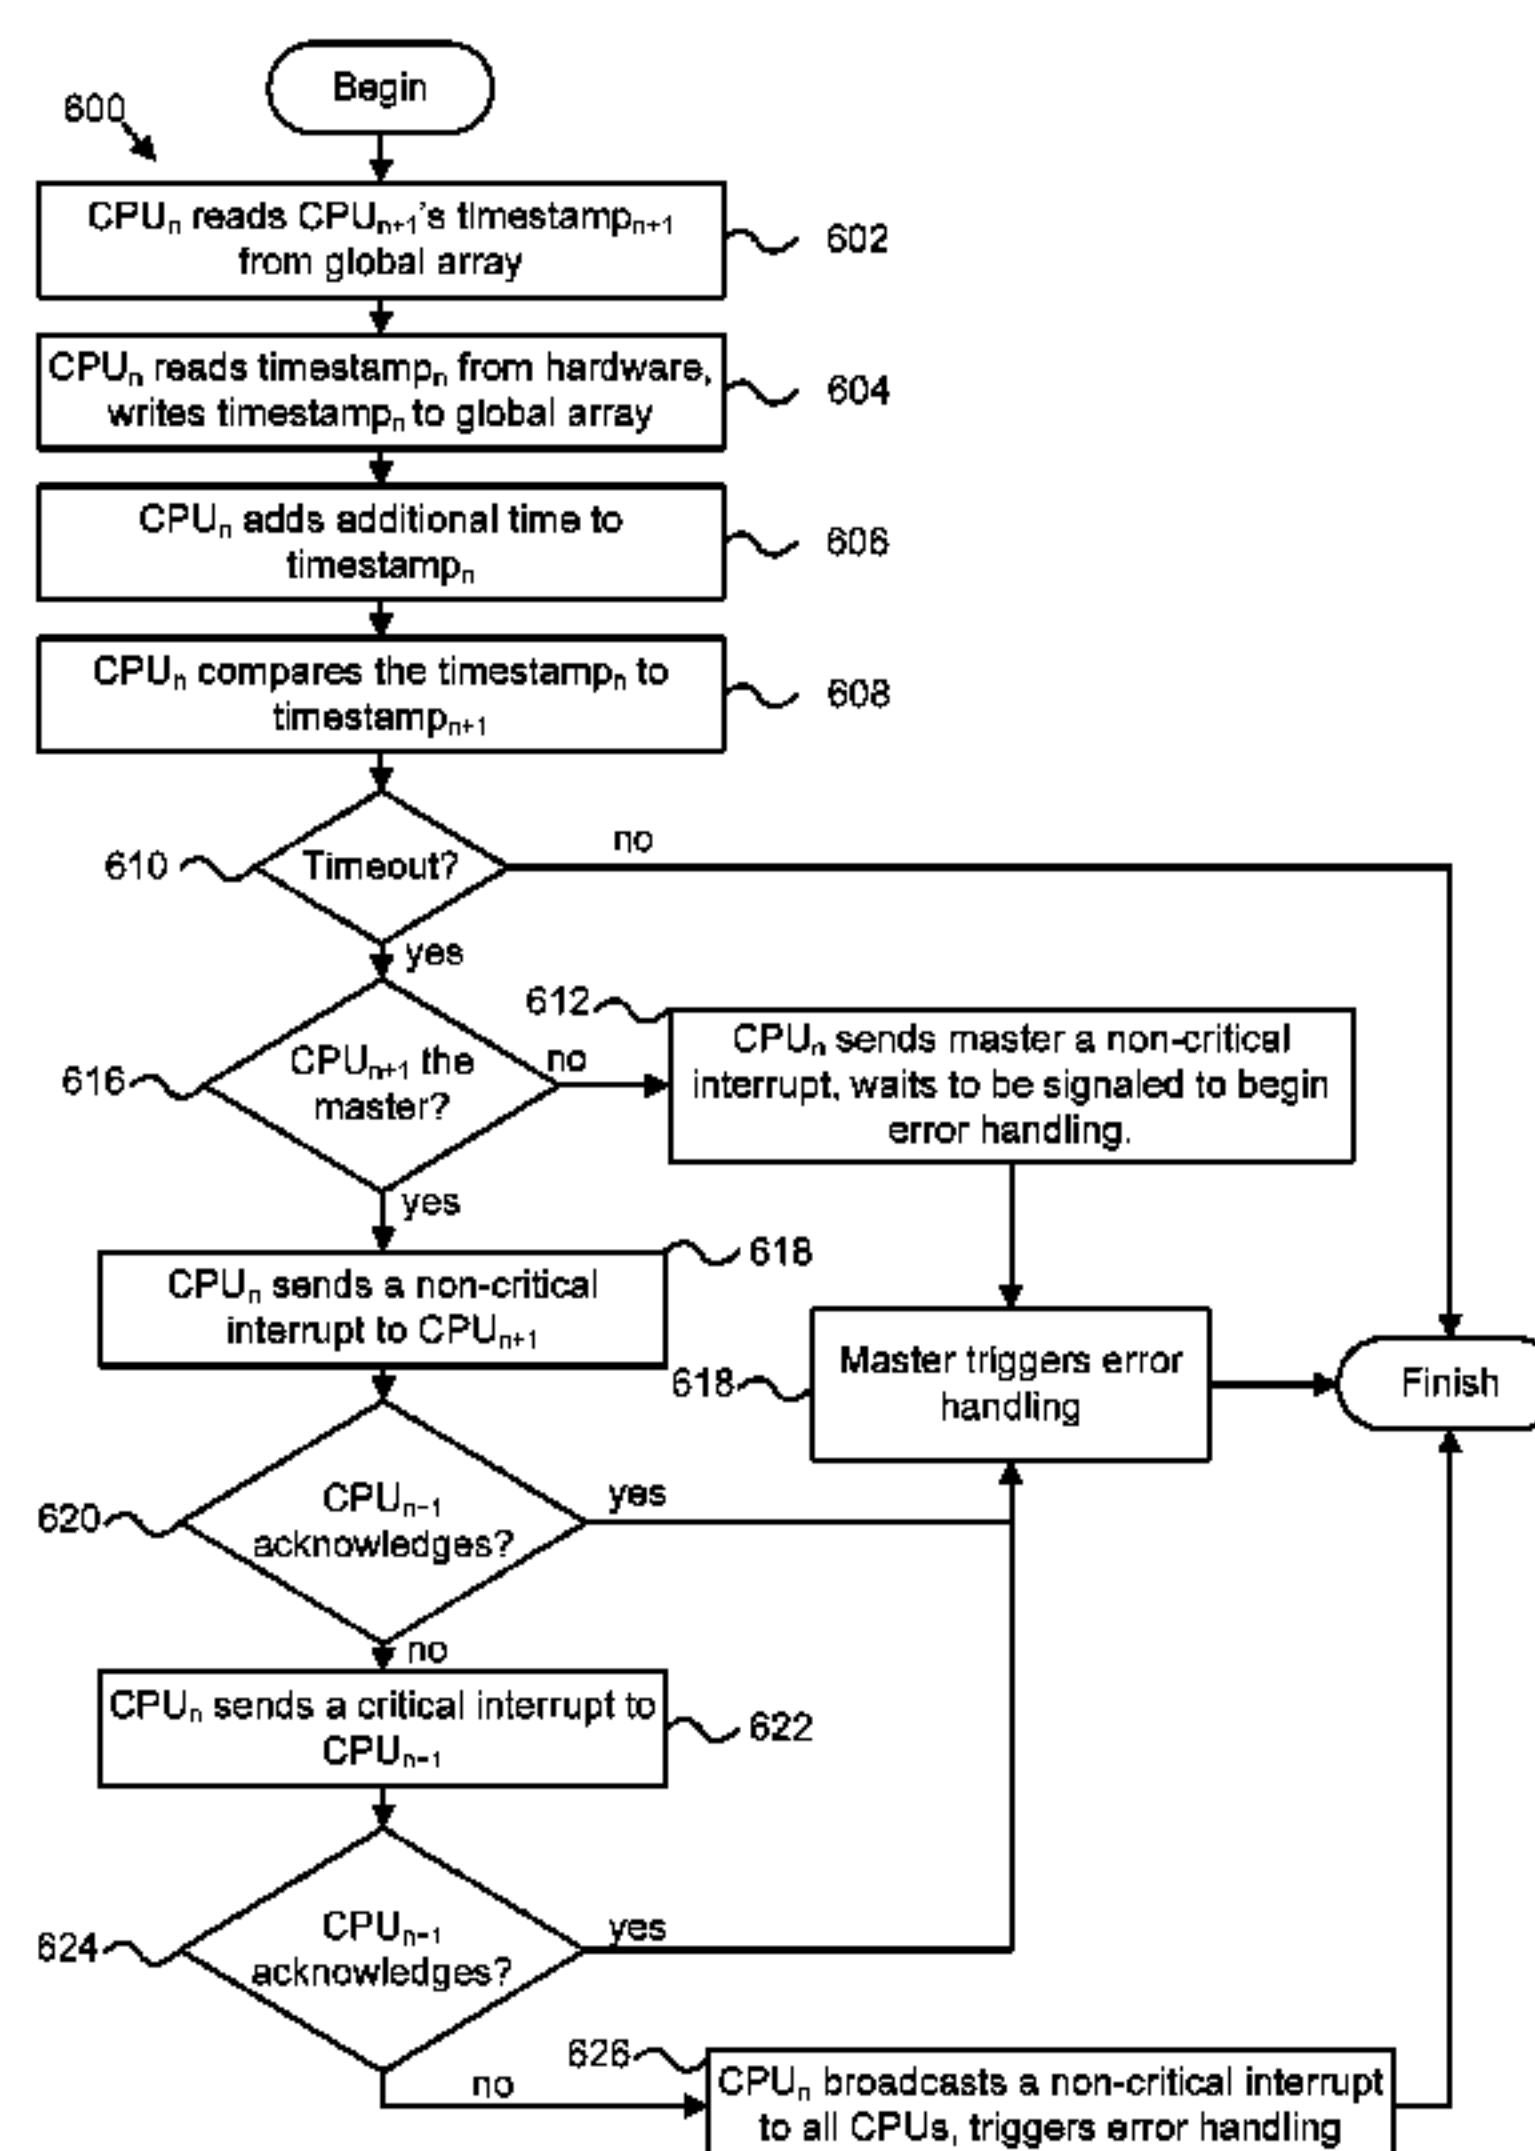 Begin
600
CPUₙ reads CPUₙ₊₁'s timestampₙ₊₁
from global array
602
CPUₙ reads timestampₙ from hardware,
writes timestampₙ to global array
604
CPUₙ adds additional time to
timestampₙ
606
CPUₙ compares the timestampₙ to
timestampₙ₊₁
608
610
Timeout?
no
yes
612
CPUₙ sends master a non-critical
interrupt, waits to be signaled to begin
error handling.
616
CPUₙ₊₁ the
master?
no
yes
618
CPUₙ sends a non-critical
interrupt to CPUₙ₊₁
618
Master triggers error
handling
Finish
620
CPUₙ₋₁
acknowledges?
yes
no
CPUₙ sends a critical interrupt to
CPUₙ₋₁
622
624
CPUₙ₋₁
acknowledges?
yes
no
626
CPUₙ broadcasts a non-critical interrupt
to all CPUs, triggers error handling